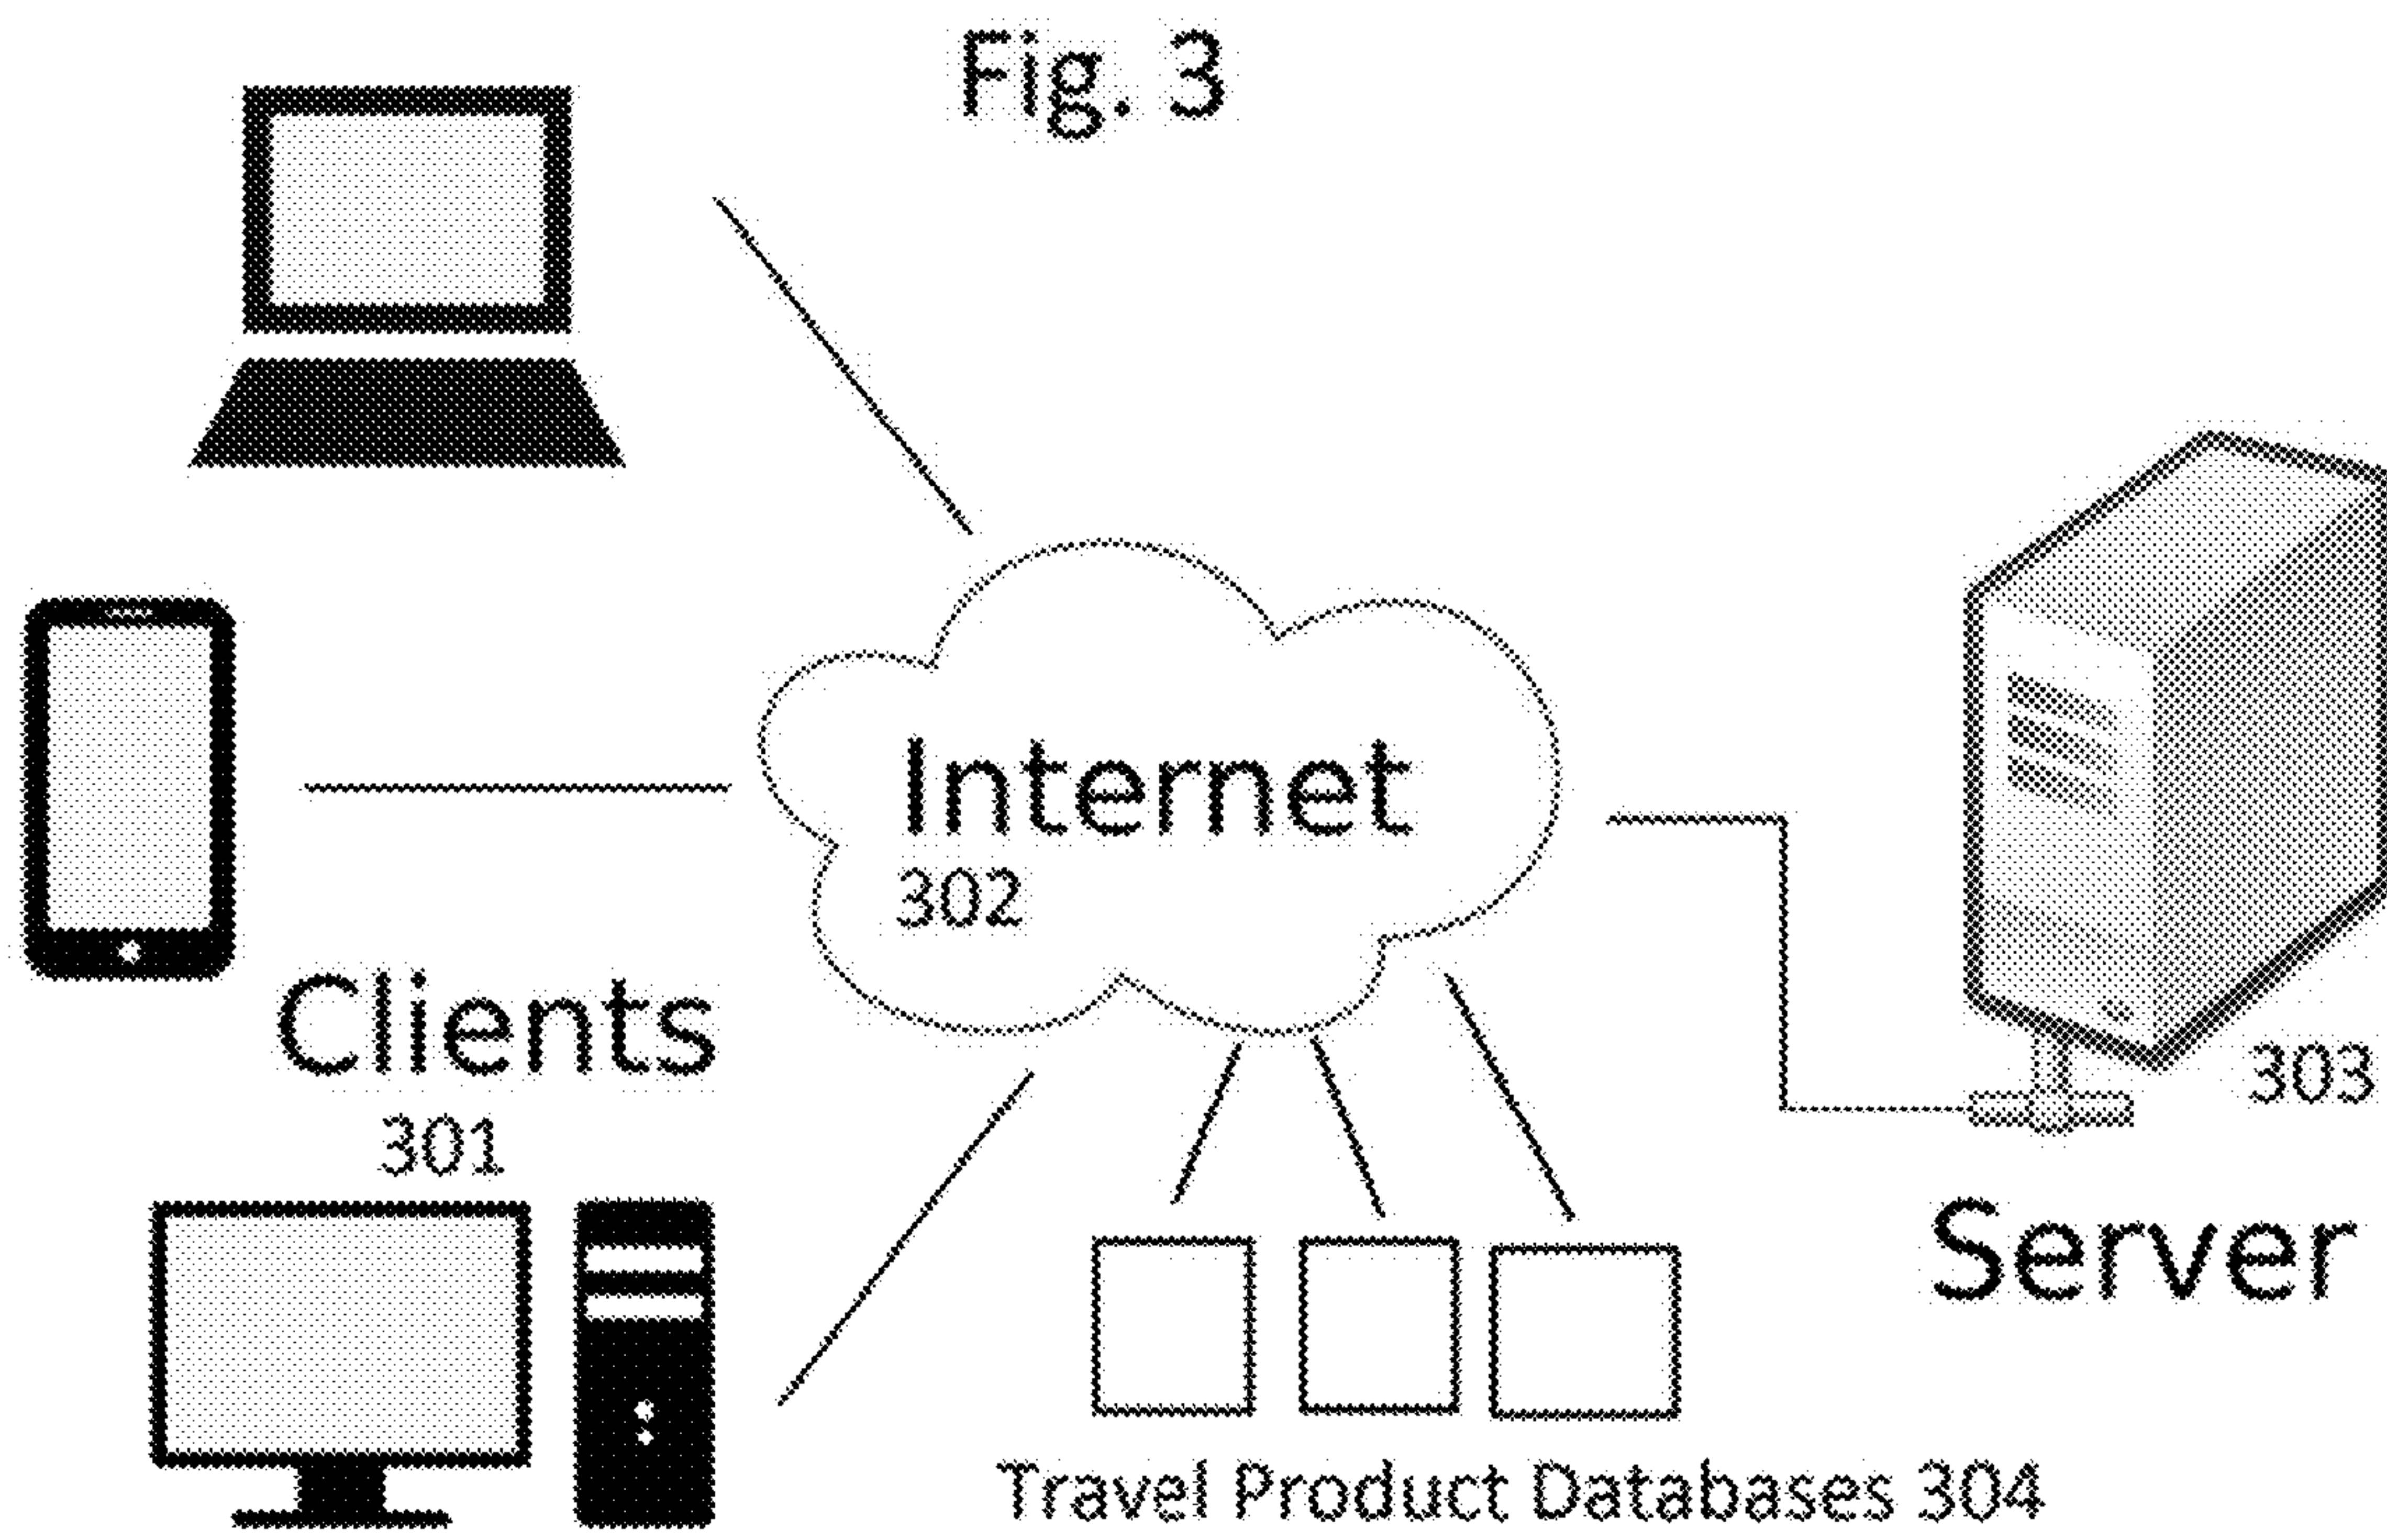 Fig. 3
Internet
302
Clients
301
303
Server
Travel Product Databases 304